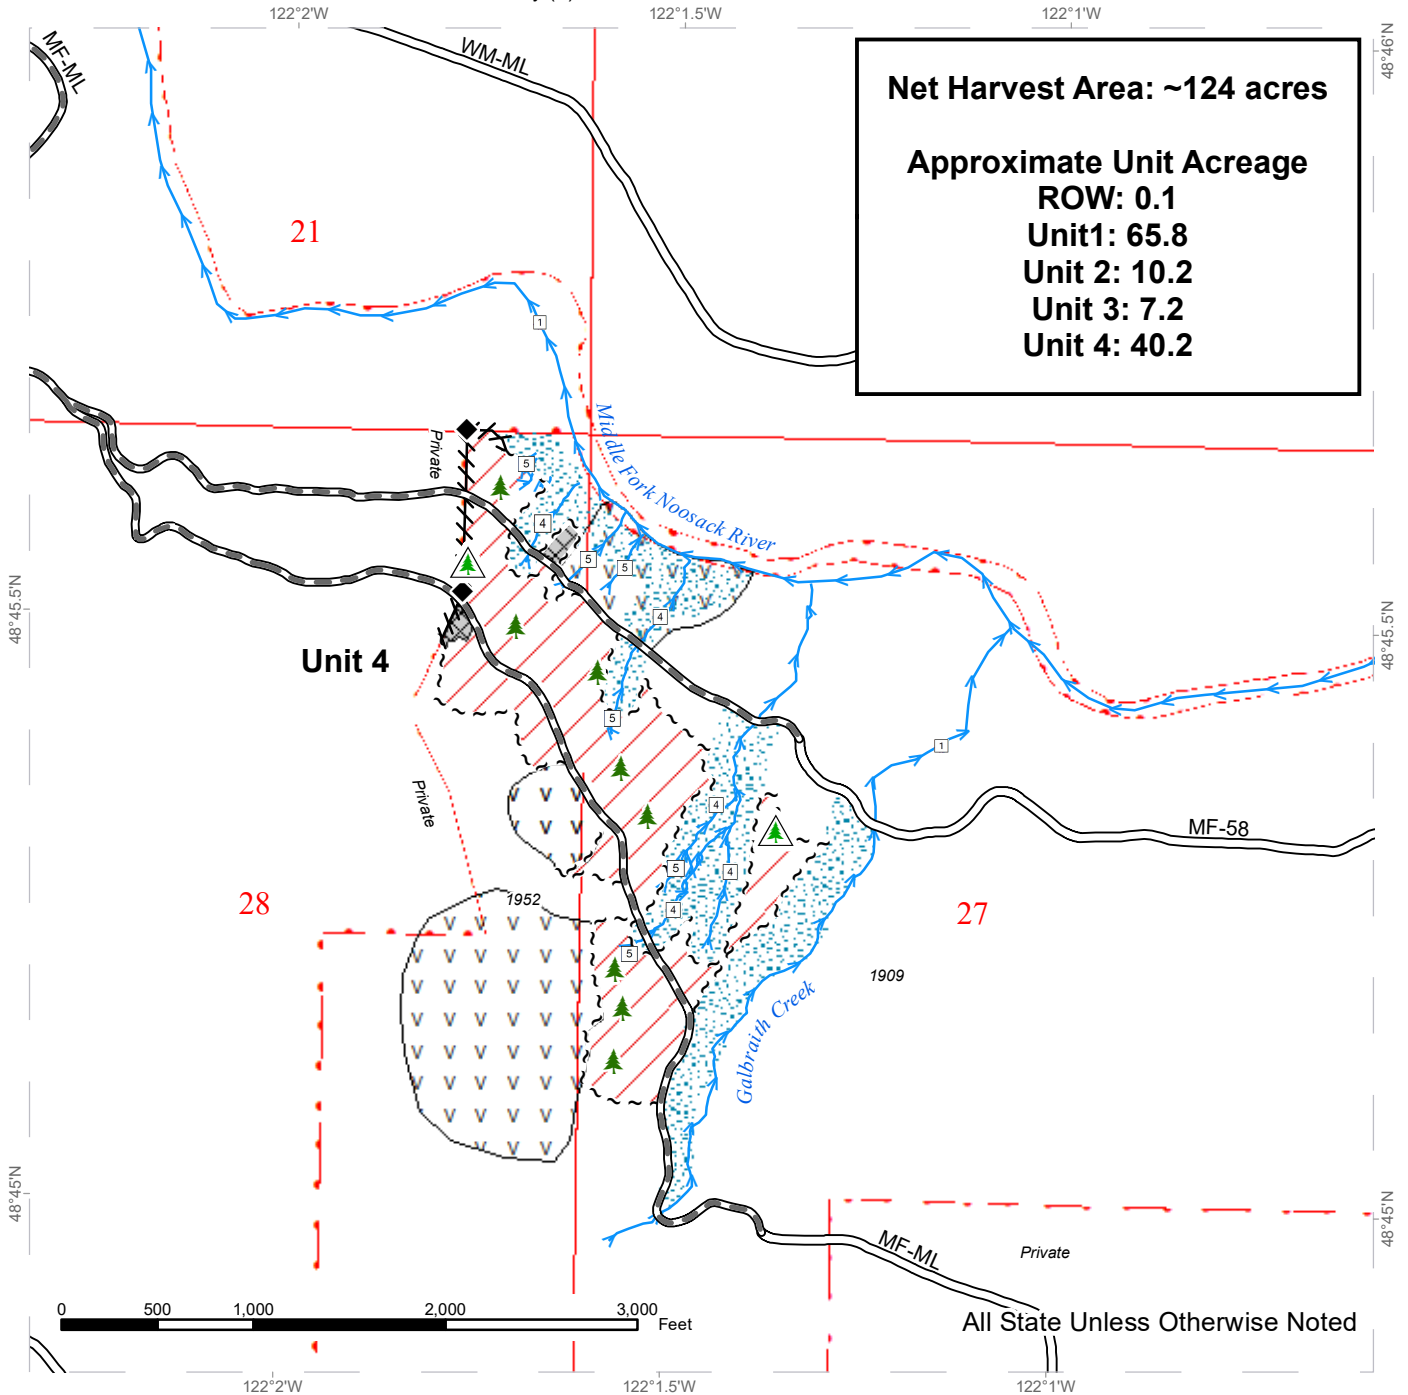 122°2'W
122°1.5'W
122°1'W
MF-ML
WM-ML
48°46'N
Net Harvest Area: ~124 acres
Approximate Unit Acreage
ROW: 0.1
Unit1: 65.8
Unit 2: 10.2
Unit 3: 7.2
Unit 4: 40.2
21
1
Private
Middle Fork Noosack River
5
4
5
5
4
48°45.5'N
48°45.5'N
Unit 4
5
1
Private
4
MF-58
5
4
28
1952
4
27
5
1909
Galbraith Creek
48°45'N
48°45'N
MF-ML
Private
0
500
1,000
2,000
3,000
Feet
All State Unless Otherwise Noted
122°2'W
122°1.5'W
122°1'W